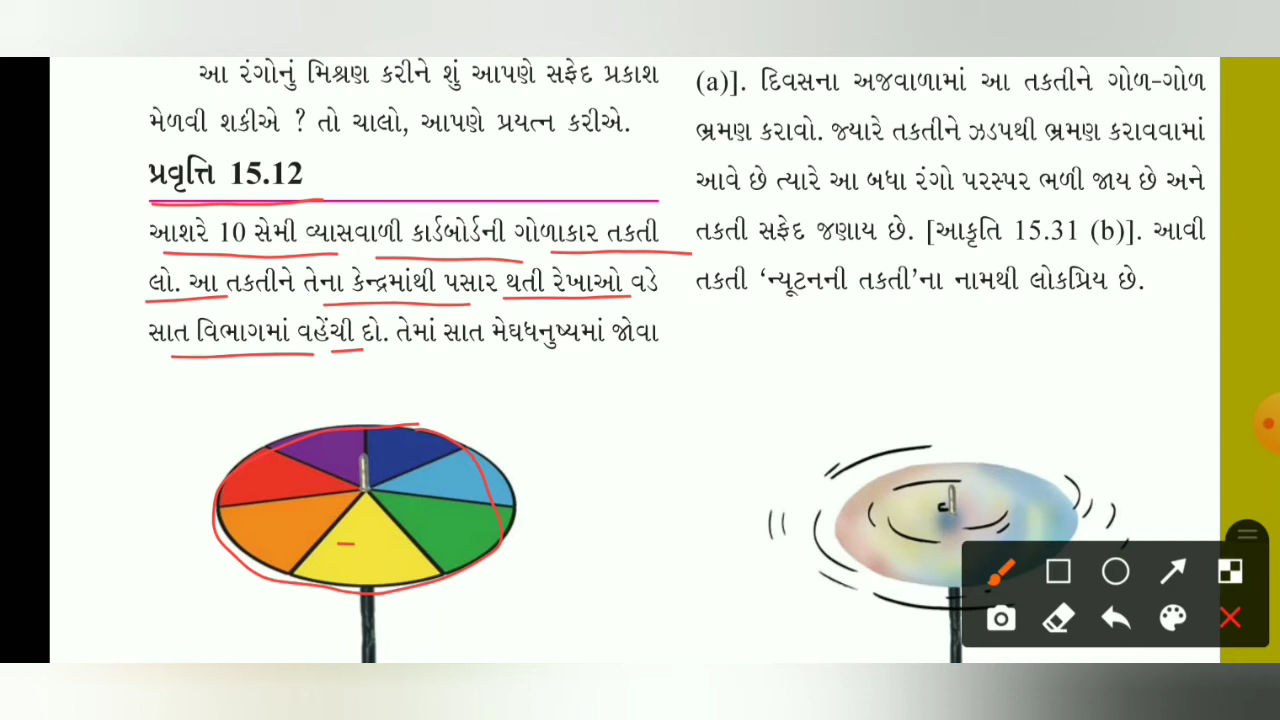 આ રંગોનું મિશ્રણ કરીને શું આપણે સફેદ પ્રકાશ
મેળવી શકીએ ? તો ચાલો, આપણે પ્રયત્ન કરીએ.
પ્રવૃત્તિ 15.12
આશરે 10 સેમી વ્યાસવાળી કાર્ડબોર્ડની ગોળાકાર તકતી
લો. આ તકતીને તેના કેન્દ્રમાંથી પસાર થતી રેખાઓ વડે
સાત વિભાગમાં વહેંચી દો. તેમાં સાત મેઘધનુષ્યમાં જોવા
(a)]. દિવસના અજવાળામાં આ તકતીને ગોળ-ગોળ
ભ્રમણ કરાવો. જ્યારે તકતીને ઝડપથી ભ્રમણ કરાવવામાં
આવે છે ત્યારે આ બધા રંગો પરસ્પર ભળી જાય છે અને
તકતી સફેદ જણાય છે. [આકૃતિ 15.31 (b)]. આવી
તકતી ‘ન્યૂટનની તકતી’ના નામથી લોકપ્રિય છે.